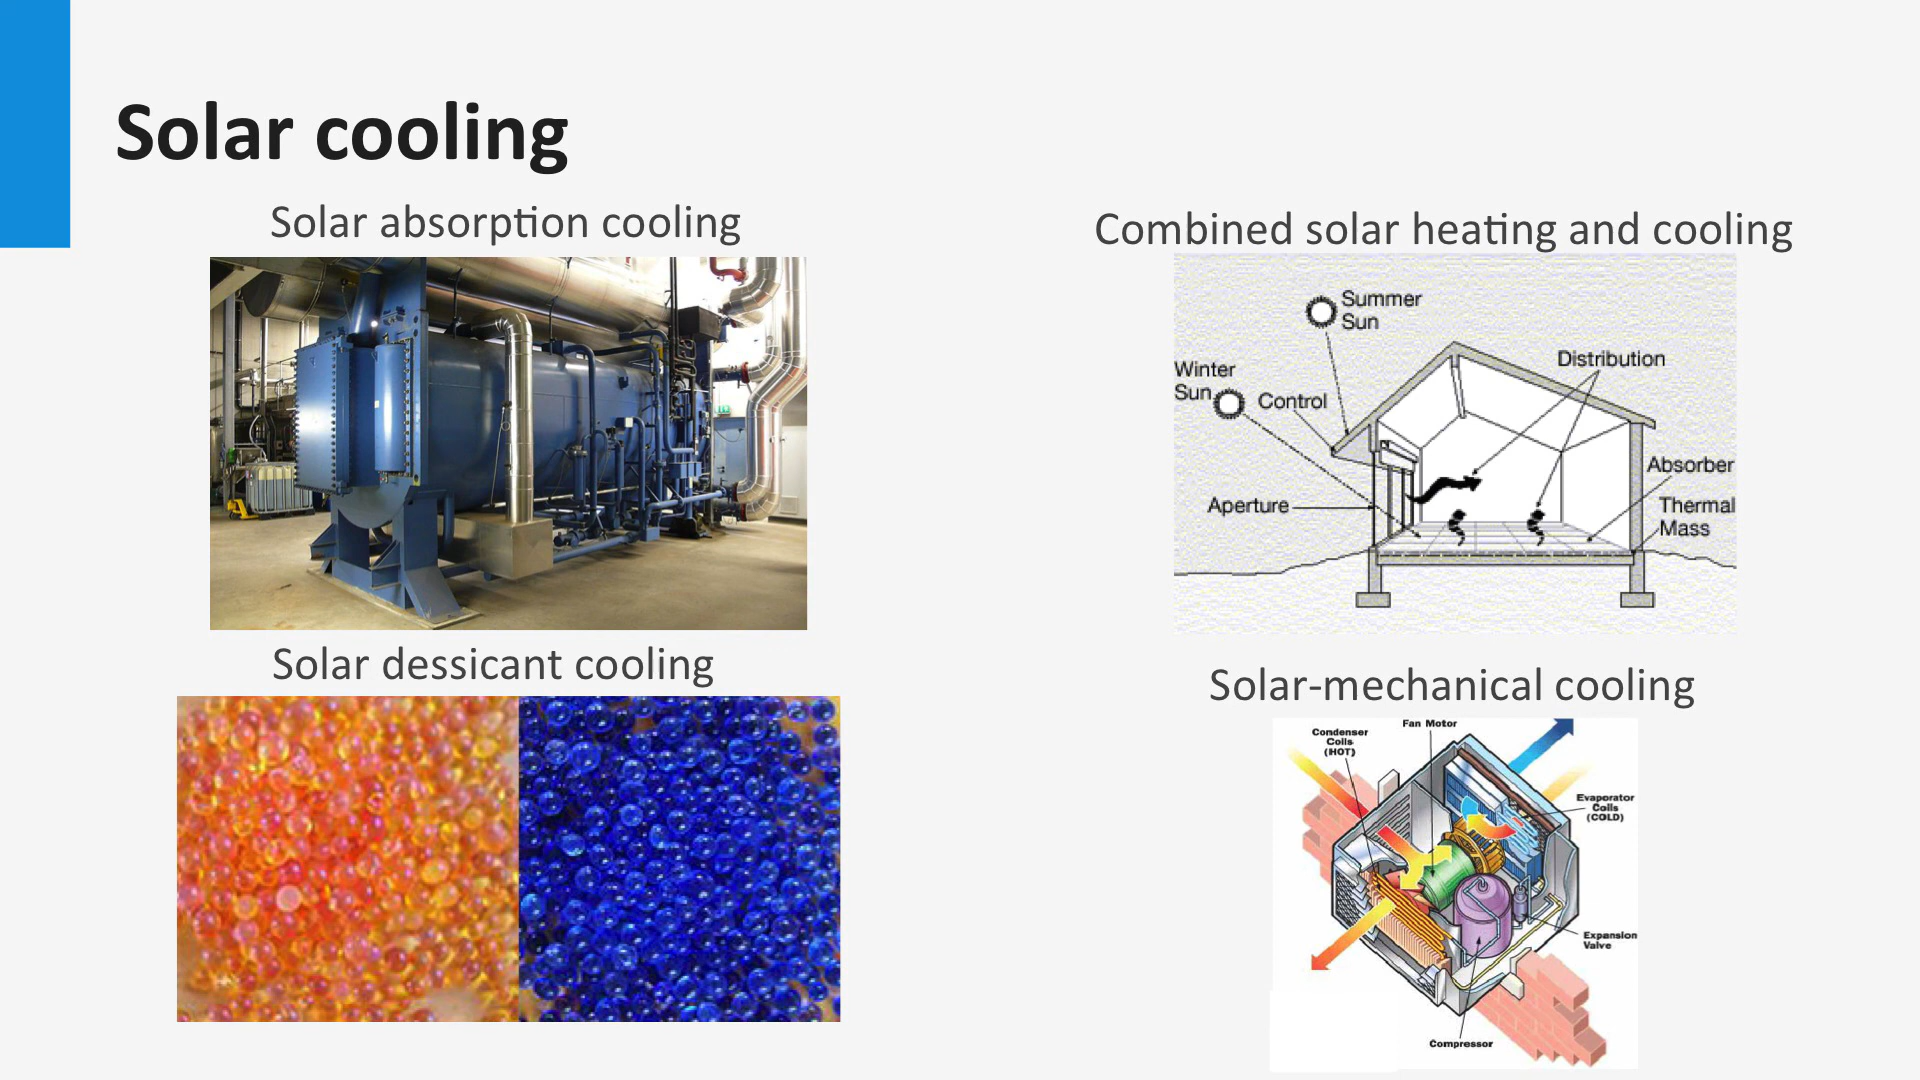 Solar cooling
Solar absorption cooling
Combined solar heating and cooling
Summer
Sun
Winter
Sun
Control
Distribution
Absorber
Aperture
Thermal
Mass
Solar dessicant cooling
Solar-mechanical cooling
Fan Motor
Condenser
Coils
(HOT)
Evaporator
Coils
(COLD)
Expansion
Valve
Compressor